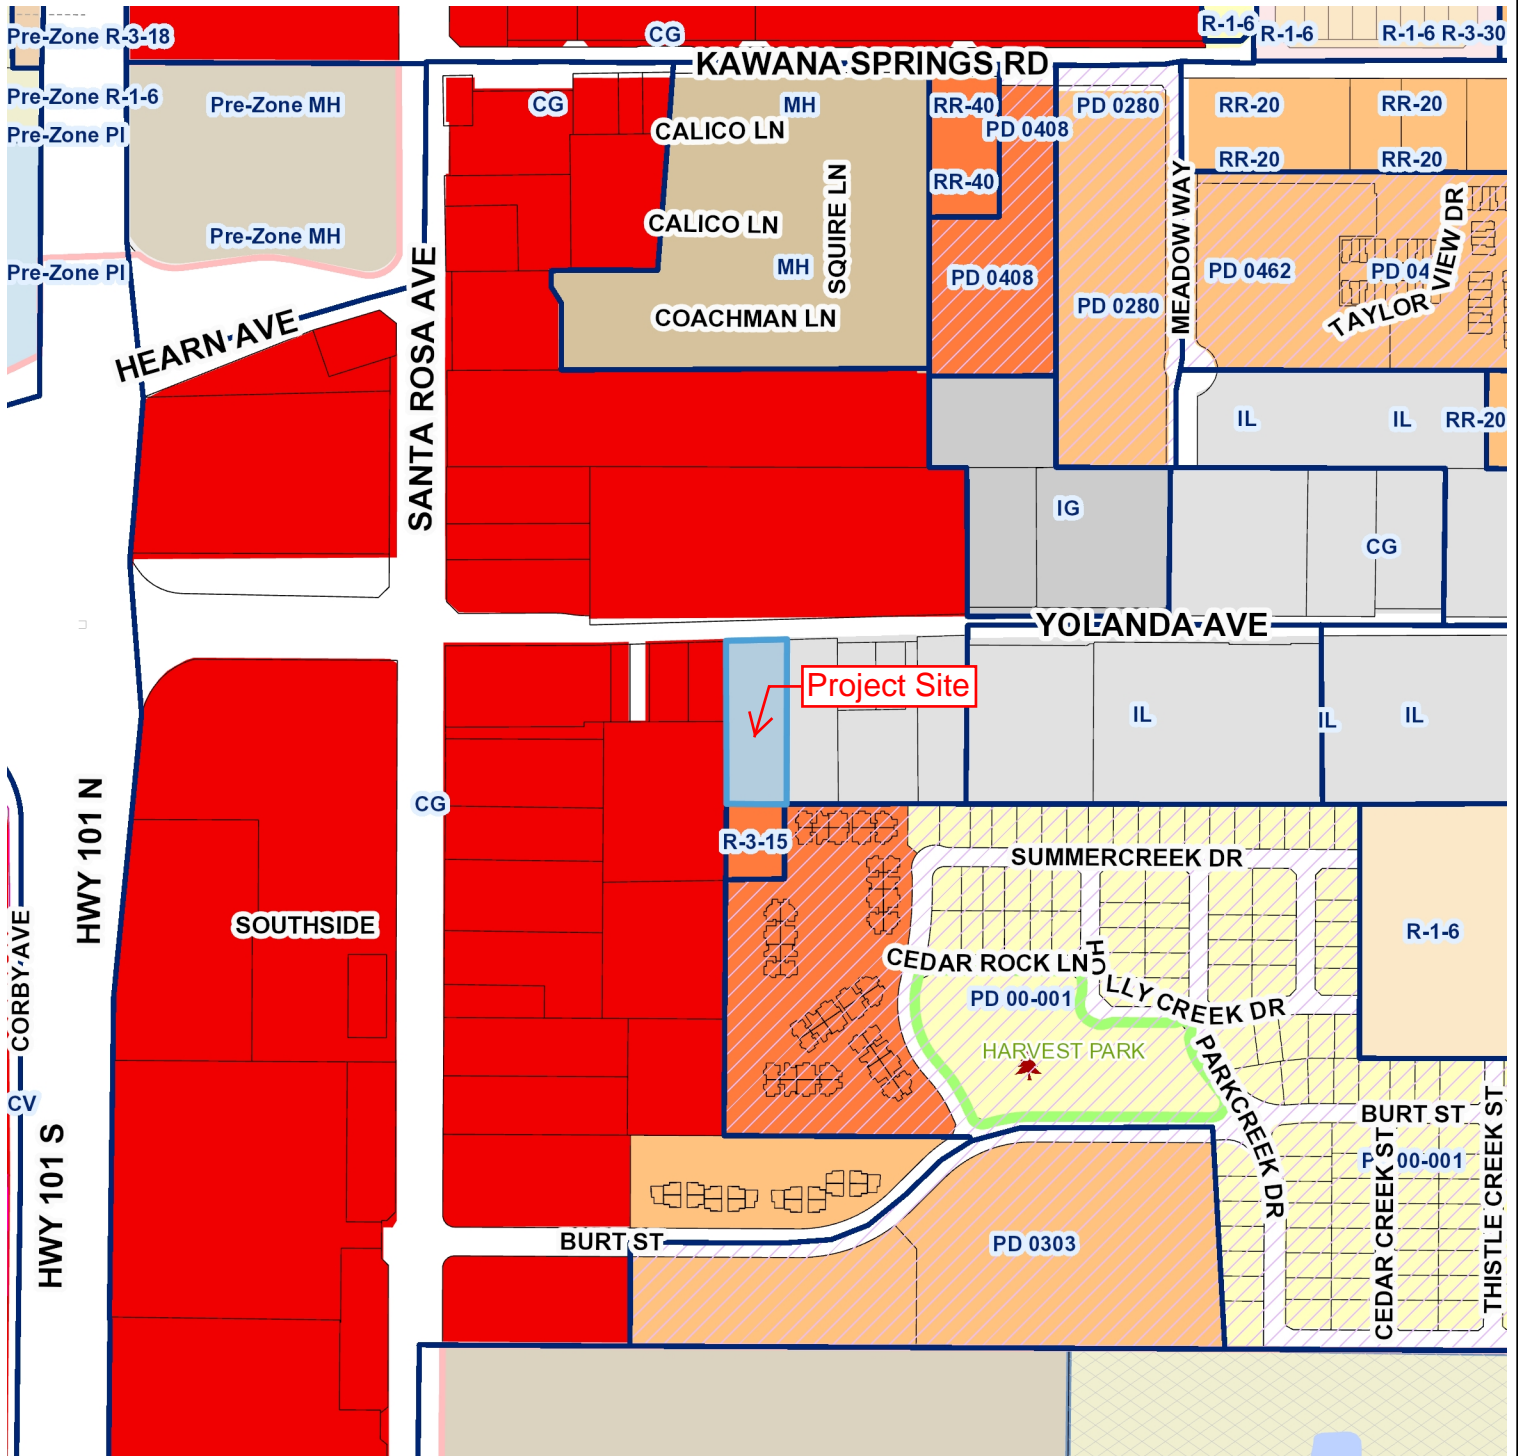 Pre-Zone R-3-18
CG
R-1-6
R-1-6
R-1-6
R-3-30
KAWANA SPRINGS RD
Pre-Zone R-1-6
Pre-Zone MH
CG
MH
RR-40
PD 0408
PD 0280
RR-20
RR-20
Pre-Zone PI
CALICO LN
RR-20
RR-20
RR-40
SQUIRE LN
MEADOW WAY
CALICO LN
Pre-Zone MH
TAYLOR VIEW DR
Pre-Zone PI
MH
PD 0408
PD 0462
PD 04
PD 0280
COACHMAN LN
HEARN AVE
SANTA ROSA AVE
IL
IL
RR-20
IG
CG
YOLANDA AVE
Project Site
IL
IL
IL
CG
R-3-15
SUMMERCREEK DR
HWY 101 N
SOUTHSIDE
R-1-6
CORBY AVE
CEDAR ROCK LN
HOLLY CREEK DR
PD 00-001
HARVEST PARK
PARKCREEK DR
CV
BURT ST
HWY 101 S
P 00-001
CEDAR CREEK ST
THISTLE CREEK ST
BURT ST
PD 0303